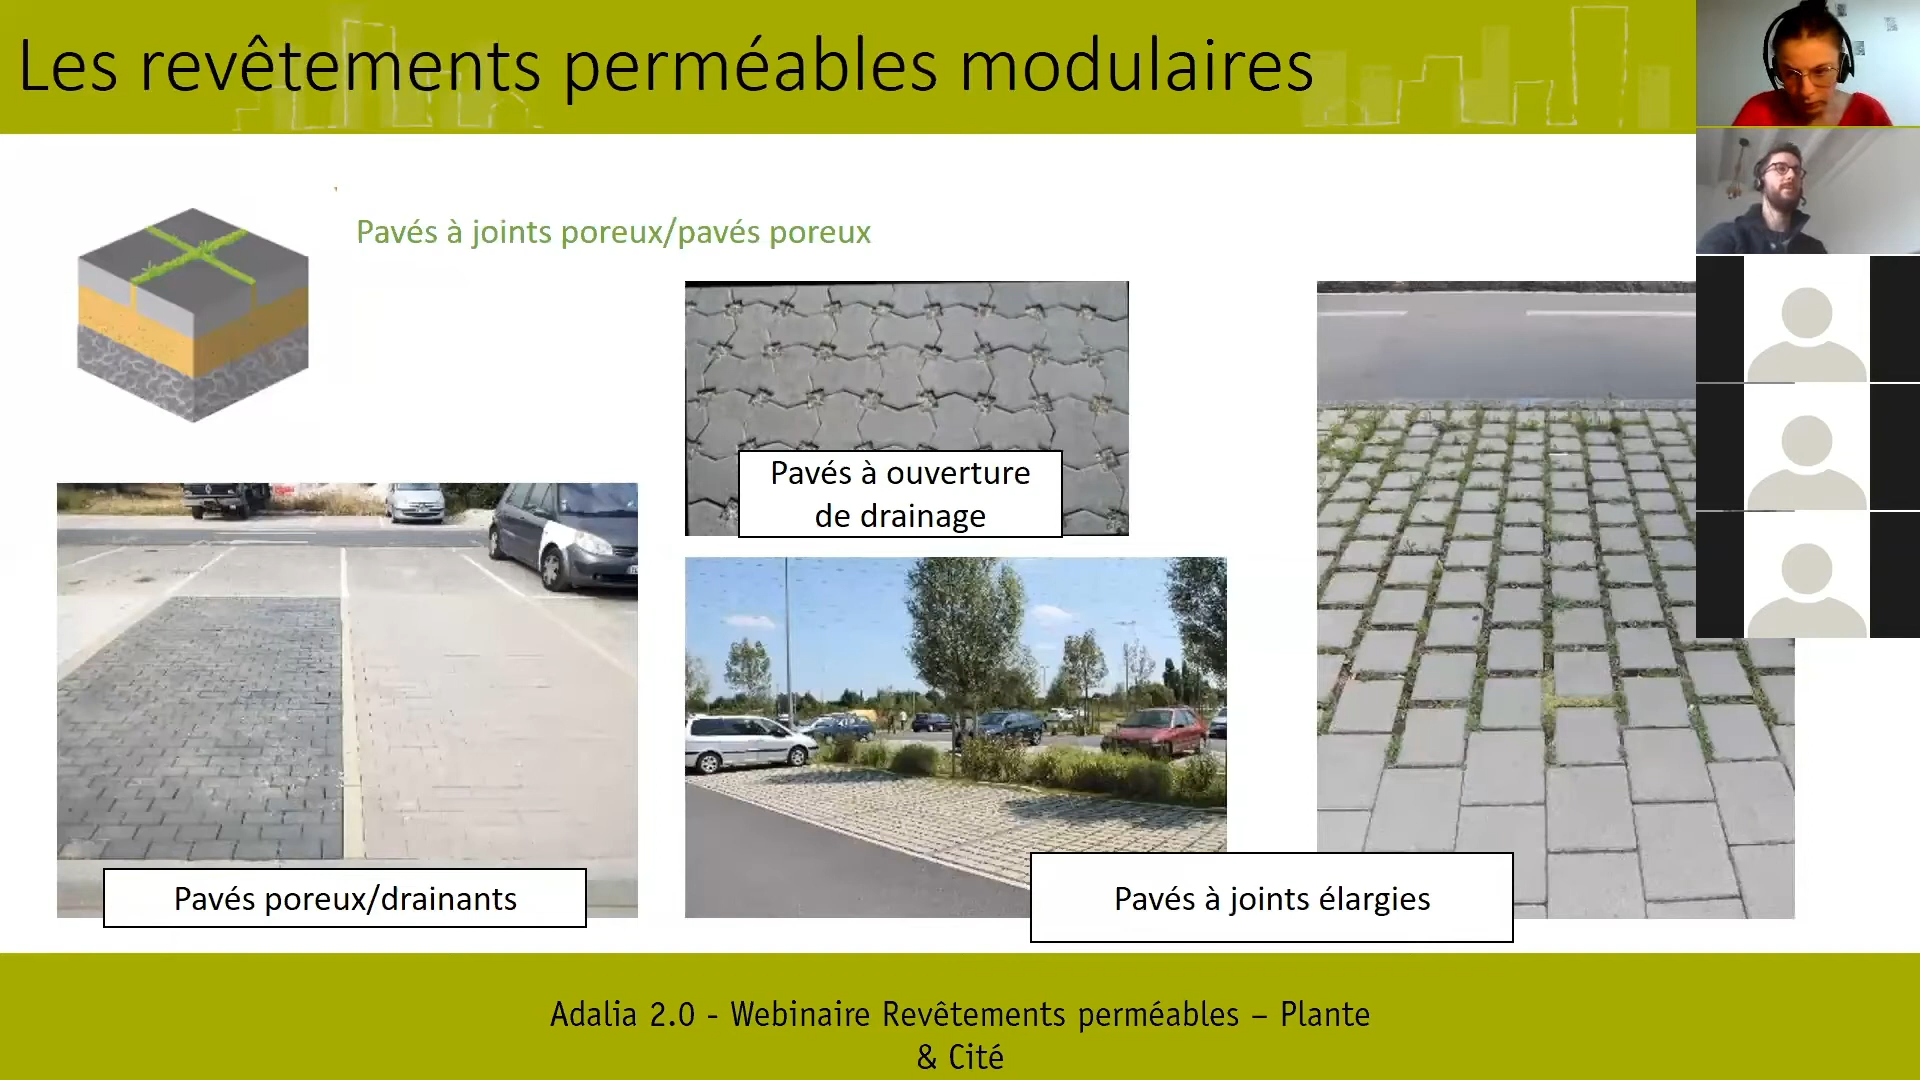 Les revêtements perméables modulaires
Pavés à joints poreux/pavés poreux
Pavés à ouverture
de drainage
Pavés poreux/drainants
Pavés à joints élargies
Adalia 2.0 - Webinaire Revêtements perméables – Plante
& Cité